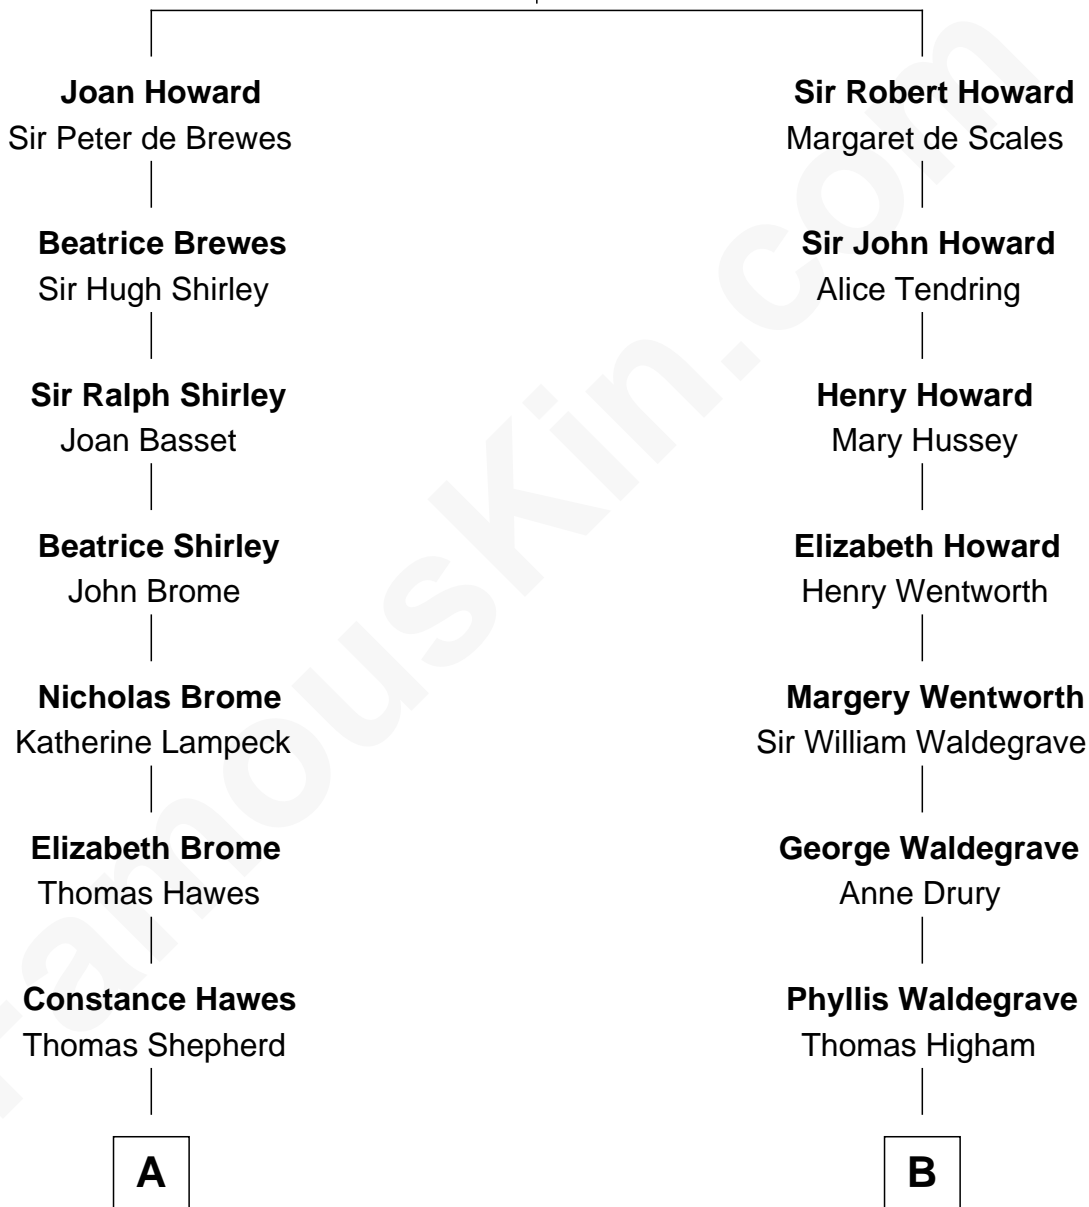 Joan Howard
Sir Peter de Brewes
Sir Robert Howard
Margaret de Scales
Beatrice Brewes
Sir Hugh Shirley
Sir John Howard
Alice Tendring
Sir Ralph Shirley
Joan Basset
Henry Howard
Mary Hussey
Beatrice Shirley
John Brome
Elizabeth Howard
Henry Wentworth
Nicholas Brome
Katherine Lampeck
Margery Wentworth
Sir William Waldegrave
Elizabeth Brome
Thomas Hawes
George Waldegrave
Anne Drury
Constance Hawes
Thomas Shepherd
Phyllis Waldegrave
Thomas Higham
A
B
FamousKin.com